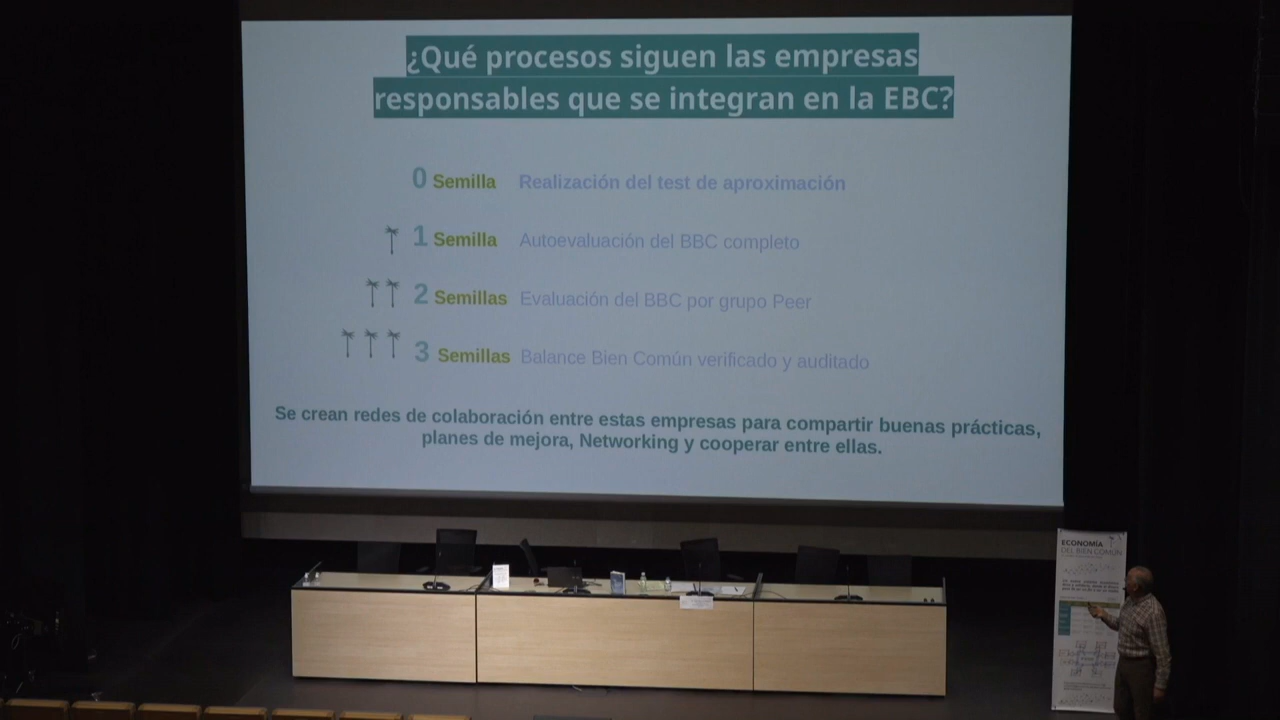 ¿Qué procesos siguen las empresas
responsables que se integran en la EBC?
0 Semilla Realización del test de aproximación
1 Semilla Autoevaluación del BBC completo
2 Semillas Evaluación del BBC por grupo Peer
3 Semillas Balance Bien Común verificado y auditado
Se crean redes de colaboración entre estas empresas para compartir buenas prácticas,
planes de mejora, Networking y cooperar entre ellas.
ECONOMÍA
DEL BIEN COMÚN